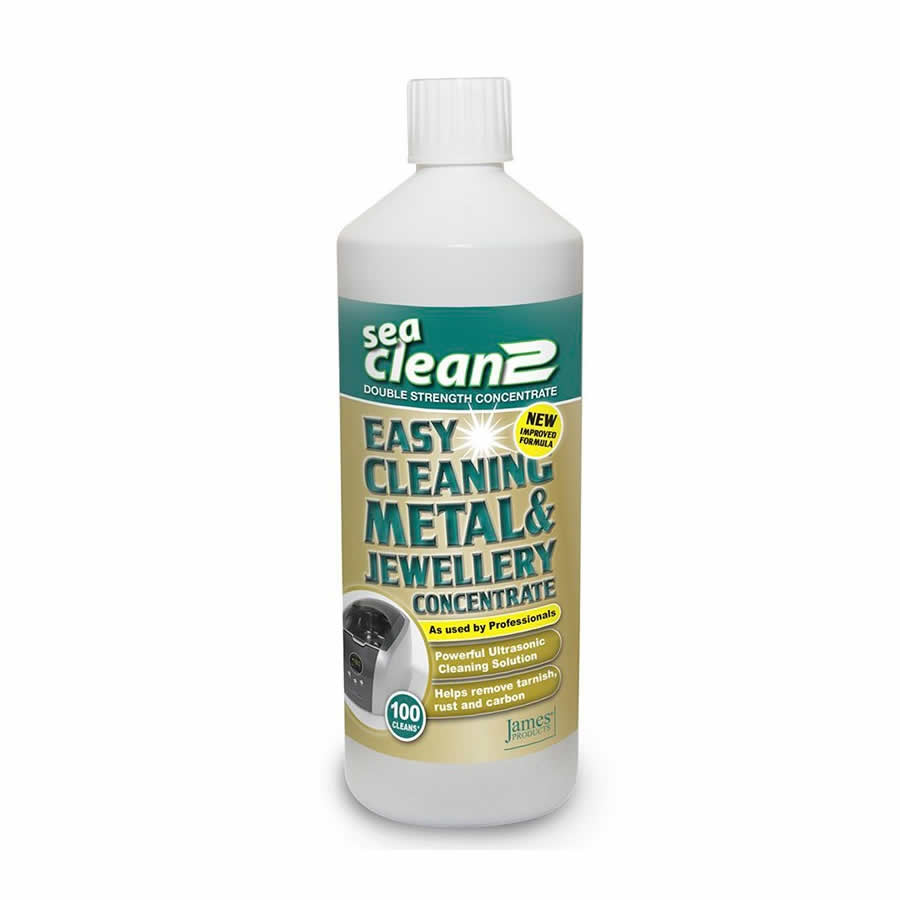 sea
clean2
DOUBLE STRENGTH CONCENTRATE
NEW
IMPROVED
FORMULA
EASY
CLEANING
METAL &
JEWELLERY
CONCENTRATE
As used by Professionals
Powerful Ultrasonic
Cleaning Solution
Helps remove tarnish,
rust and carbon
100
CLEANS*
James®
PRODUCTS